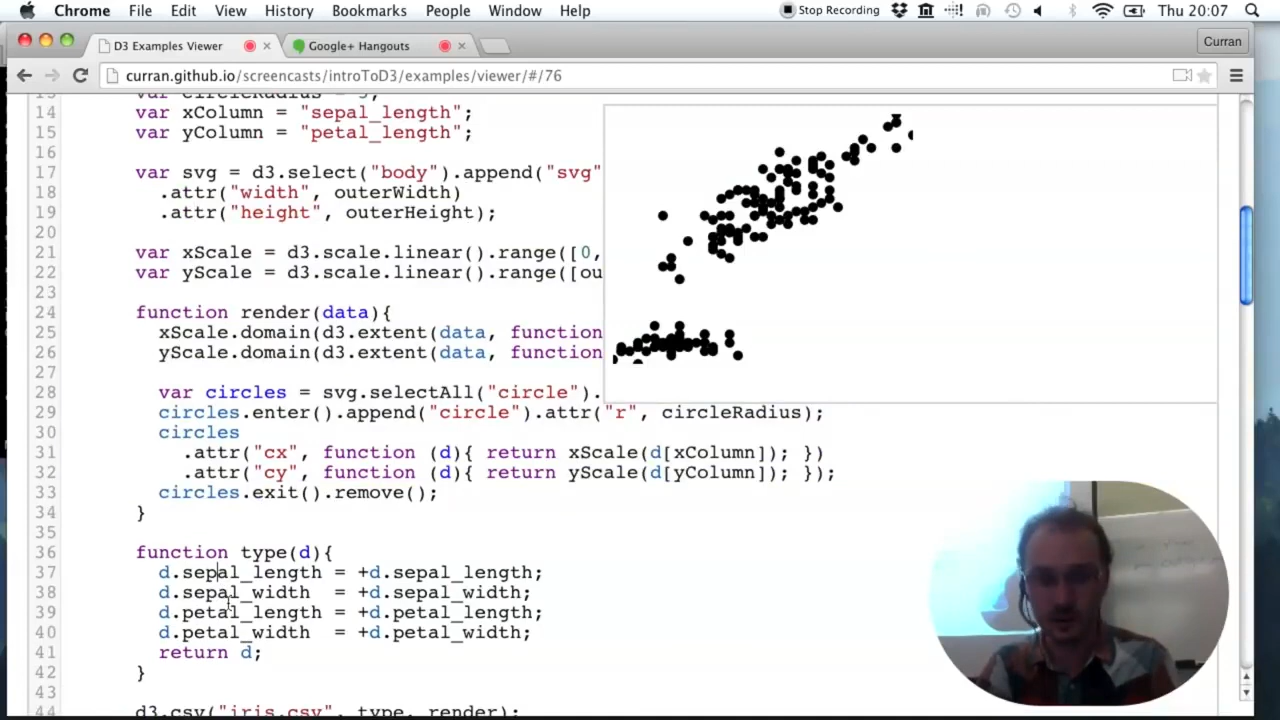 Chrome File Edit View History Bookmarks People Window Help Stop Recording Thu 20:07
D3 Examples Viewer Google+ Hangouts Curran
curran.github.io/screencasts/introToD3/examples/viewer/#/76
14 var xColumn = "sepal_length";
15 var yColumn = "petal_length";
16
17 var svg = d3.select("body").append("svg"
18 .attr("width", outerWidth)
19 .attr("height", outerHeight);
20
21 var xScale = d3.scale.linear().range([0,
22 var yScale = d3.scale.linear().range([ou
23
24 function render(data){
25 xScale.domain(d3.extent(data, function
26 yScale.domain(d3.extent(data, function
27
28 var circles = svg.selectAll("circle").
29 circles.enter().append("circle").attr("r", circleRadius);
30 circles
31 .attr("cx", function (d){ return xScale(d[xColumn]); })
32 .attr("cy", function (d){ return yScale(d[yColumn]); });
33 circles.exit().remove();
34 }
35
36 function type(d){
37 d.sepal_length = +d.sepal_length;
38 d.sepal_width = +d.sepal_width;
39 d.petal_length = +d.petal_length;
40 d.petal_width = +d.petal_width;
41 return d;
42 }
43
44 d3.csv("iris.csv", type, render);